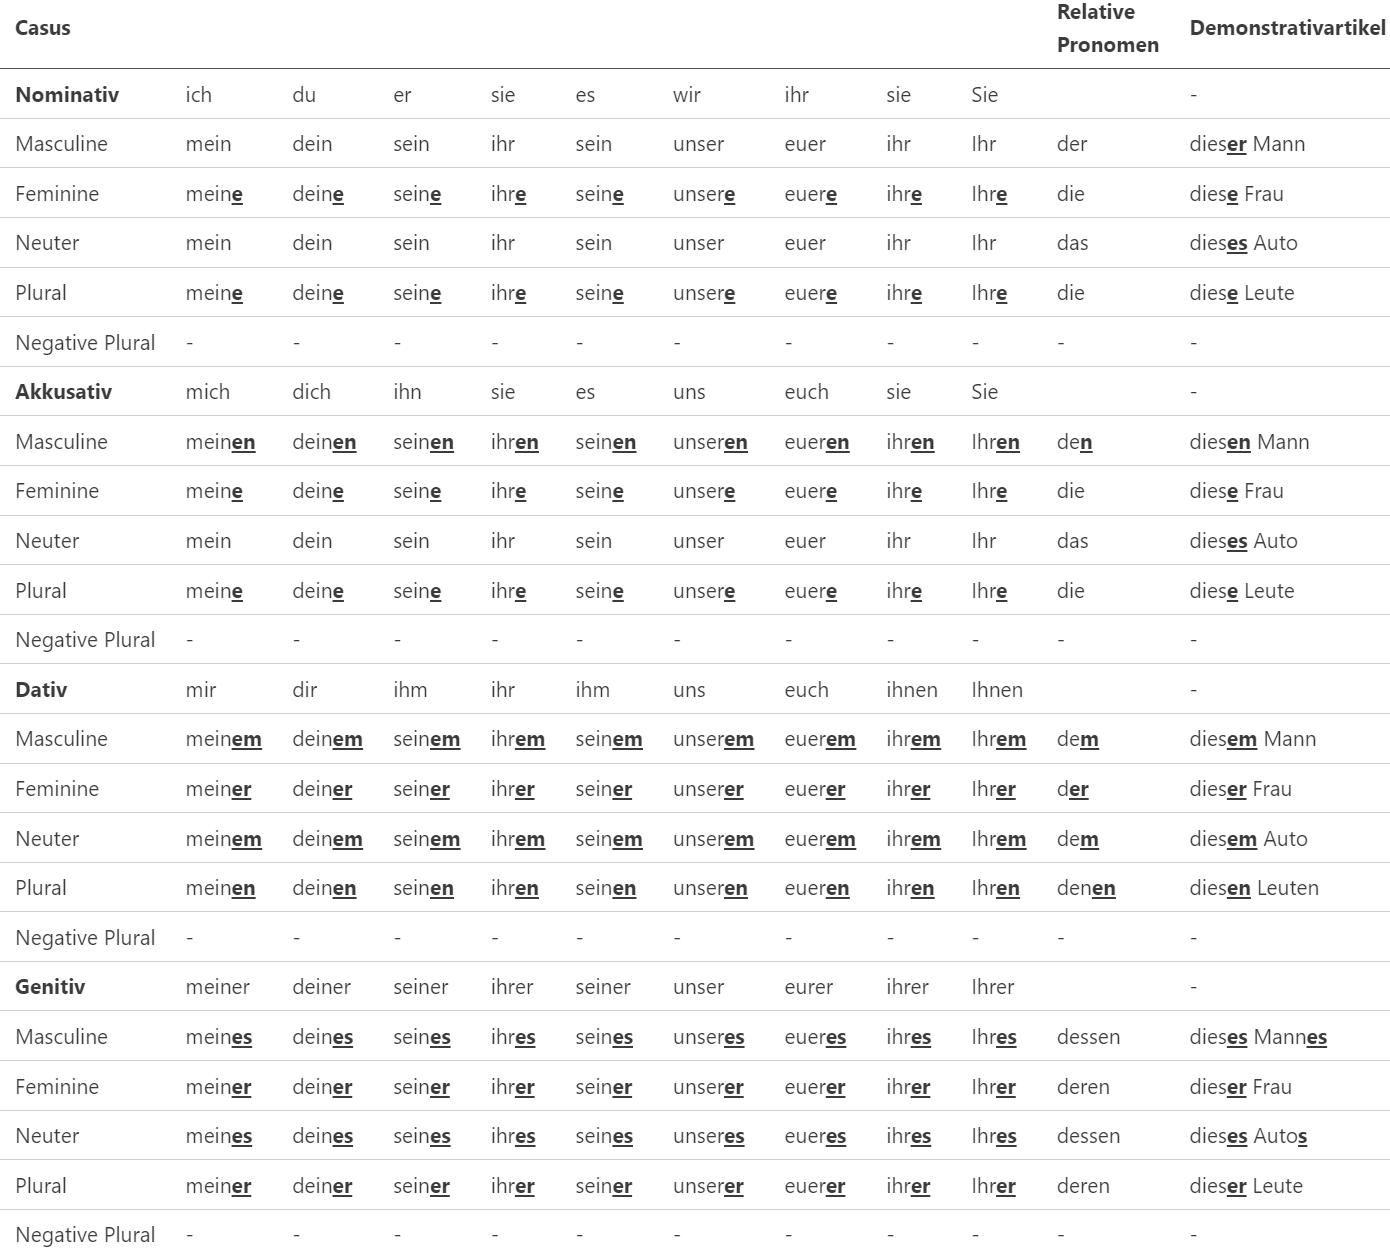 Casus Relative Pronomen Demonstrativartikel
Nominativ ich du er sie es wir ihr sie Sie -
Masculine mein dein sein ihr sein unser euer ihr Ihr der dieser Mann
Feminine meine deine seine ihre seine unsere euere ihre Ihre die diese Frau
Neuter mein dein sein ihr sein unser euer ihr Ihr das dieses Auto
Plural meine deine seine ihre seine unsere euere ihre Ihre die diese Leute
Negative Plural - - - - - - - - - - -
Akkusativ mich dich ihn sie es uns euch sie Sie -
Masculine meinen deinen seinen ihren seinen unseren eueren ihren Ihren den diesen Mann
Feminine meine deine seine ihre seine unsere euere ihre Ihre die diese Frau
Neuter mein dein sein ihr sein unser euer ihr Ihr das dieses Auto
Plural meine deine seine ihre seine unsere euere ihre Ihre die diese Leute
Negative Plural - - - - - - - - - - -
Dativ mir dir ihm ihr ihm uns euch ihnen Ihnen -
Masculine meinem deinem seinem ihrem seinem unserem euerem ihrem Ihrem dem diesem Mann
Feminine meiner deiner seiner ihrer seiner unserer euerer ihrer Ihrer der dieser Frau
Neuter meinem deinem seinem ihrem seinem unserem euerem ihrem Ihrem dem diesem Auto
Plural meinen deinen seinen ihren seinen unseren eueren ihren Ihren denen diesen Leuten
Negative Plural - - - - - - - - - - -
Genitiv meiner deiner seiner ihrer seiner unser eurer ihrer Ihrer -
Masculine meines deines seines ihres seines unseres eueres ihres Ihres dessen dieses Mannes
Feminine meiner deiner seiner ihrer seiner unserer euerer ihrer Ihrer deren dieser Frau
Neuter meines deines seines ihres seines unseres eueres ihres Ihres dessen dieses Autos
Plural meiner deiner seiner ihrer seiner unserer euerer ihrer Ihrer deren dieser Leute
Negative Plural - - - - - - - - - - -